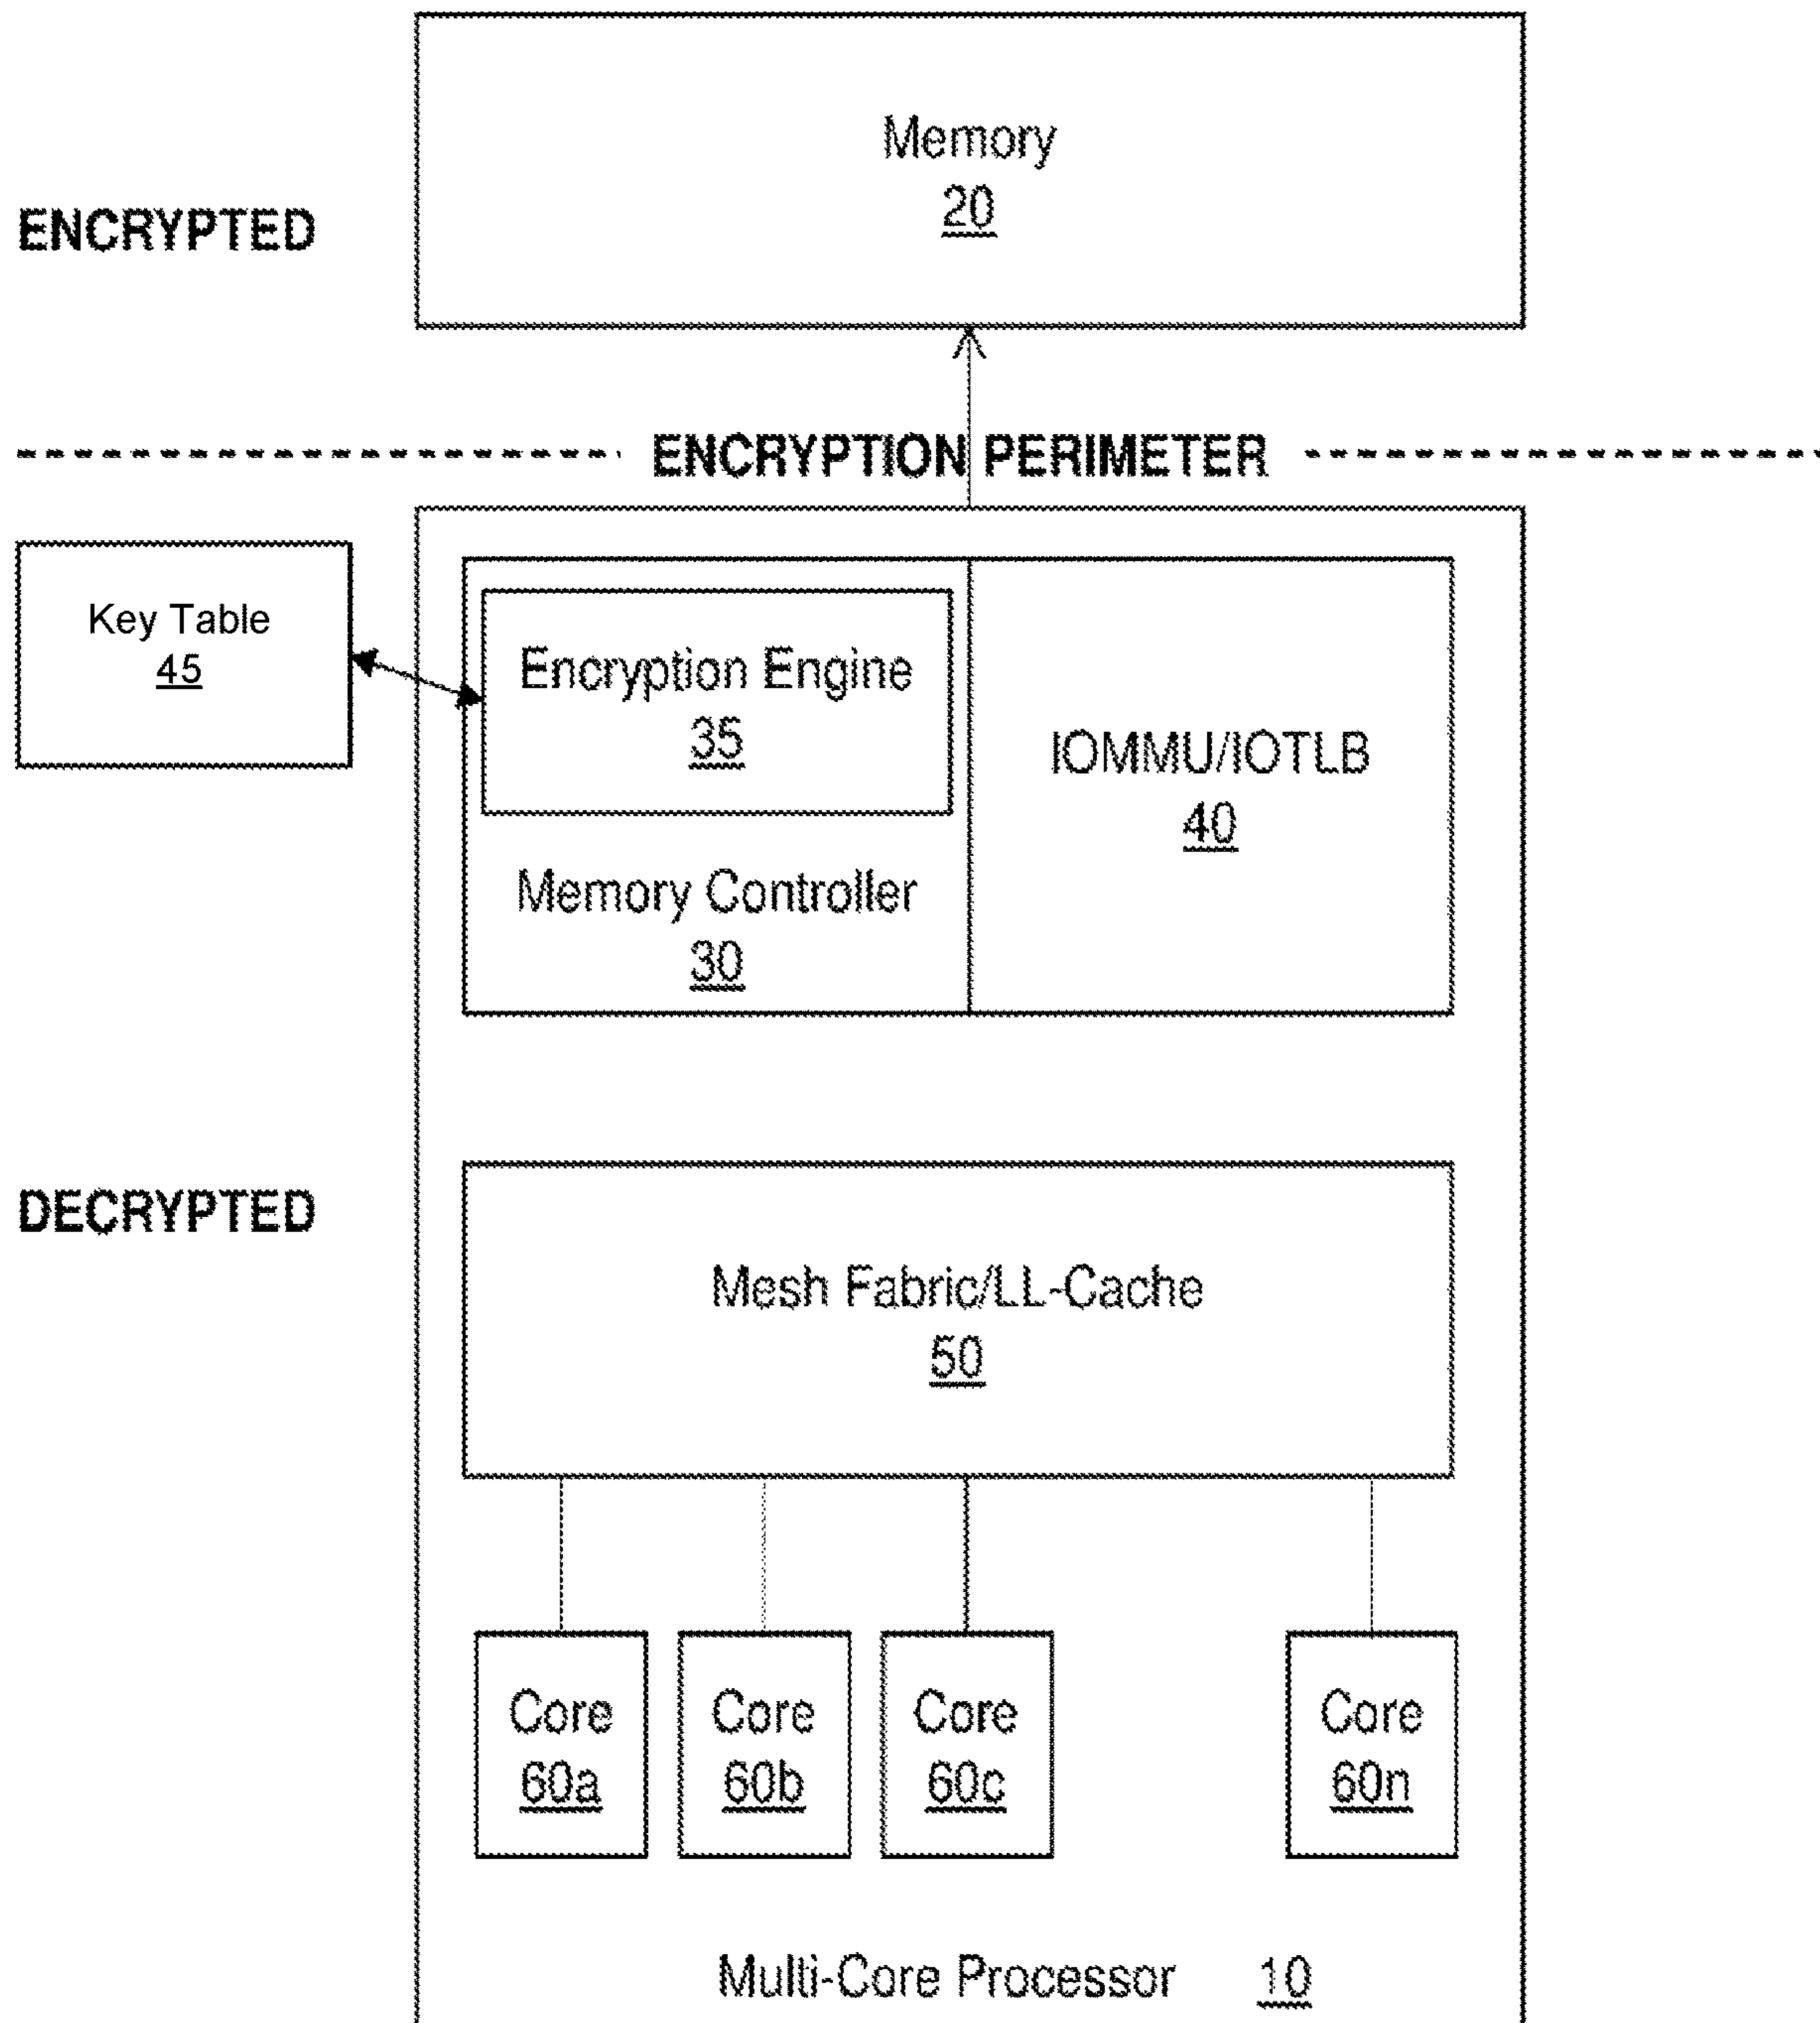 Memory
20
ENCRYPTED
ENCRYPTION PERIMETER
Key Table
45
Encryption Engine
35
IOMMU/IOTLB
40
Memory Controller
30
DECRYPTED
Mesh Fabric/LL-Cache
50
Core
60a
Core
60b
Core
60c
Core
60n
Multi-Core Processor 10